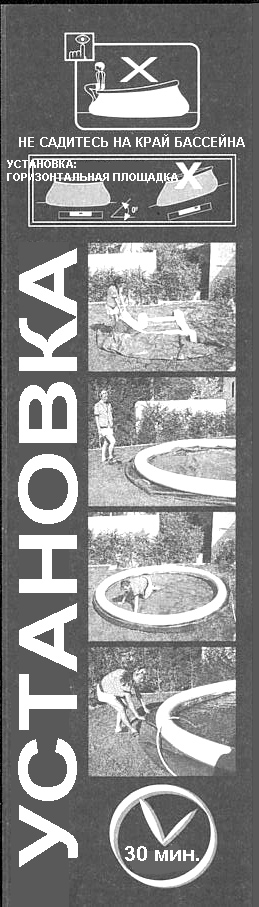 НЕ САДИТЕСЬ НА КРАЙ БАССЕЙНА
УСТАНОВКА:
ГОРИЗОНТАЛЬНАЯ ПЛОЩАДКА
0°
УСТАНОВКА
30 мин.